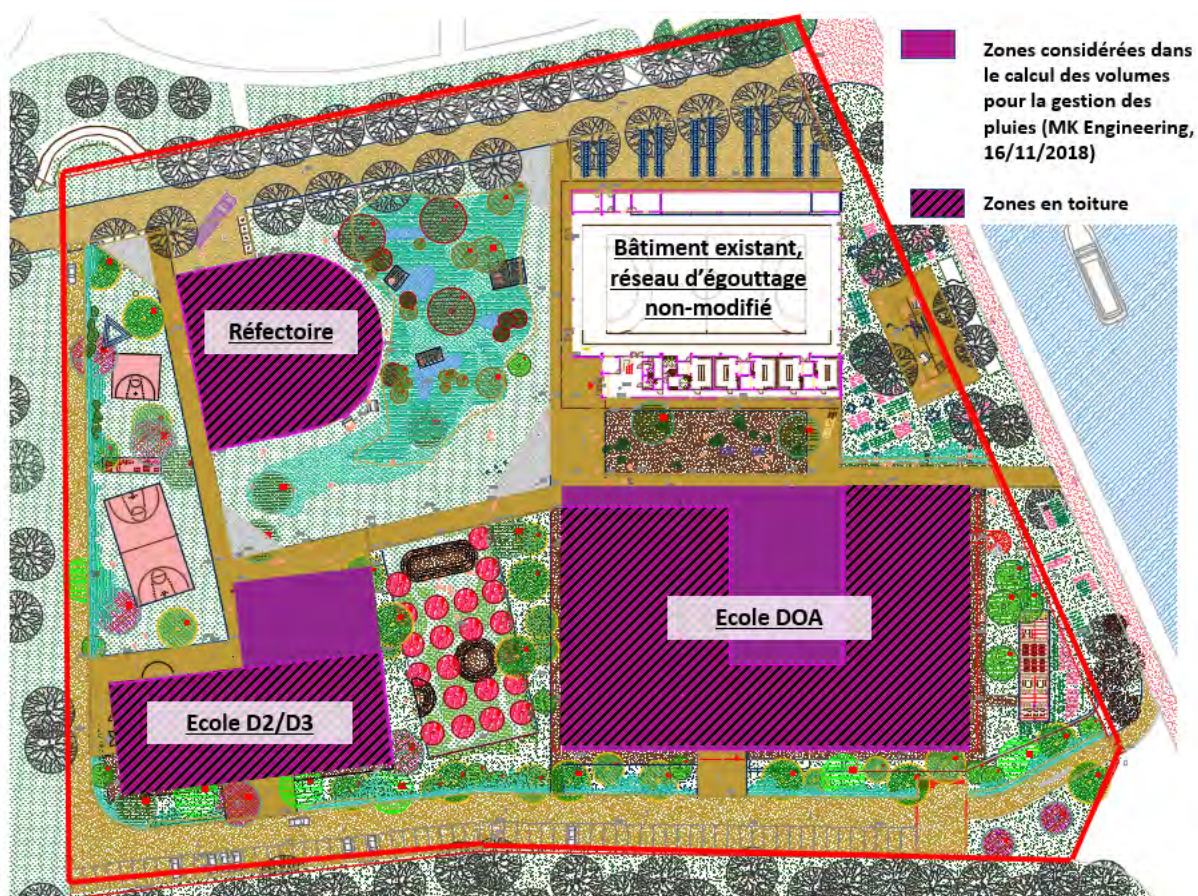 Zones considérées dans
le calcul des volumes
pour la gestion des
pluies (MK Engineering,
16/11/2018)
Zones en toiture
Bâtiment existant,
réseau d'égouttage
non-modifié
Réfectoire
Ecole DOA
Ecole D2/D3